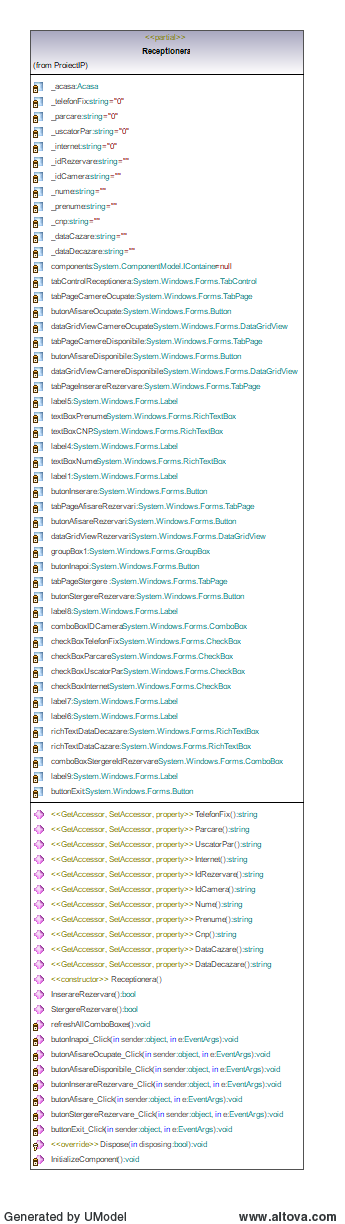 <<partial>>
Receptionera
(from ProiectIP)
_acasa:Acasa
_telefonFix:string="0"
_parcare:string="0"
_uscatorPar:string="0"
_internet:string="0"
_idRezervare:string=""
_idCamera:string=""
_nume:string=""
_prenume:string=""
_cnp:string=""
_dataCazare:string=""
_dataDecazare:string=""
components:System.ComponentModel.IContainer=null
tabControlReceptionera:System.Windows.Forms.TabControl
tabPageCamereOcupate:System.Windows.Forms.TabPage
butonAfisareOcupate:System.Windows.Forms.Button
dataGridViewCamereOcupate:System.Windows.Forms.DataGridView
tabPageCamereDisponibile:System.Windows.Forms.TabPage
butonAfisareDisponibile:System.Windows.Forms.Button
dataGridViewCamereDisponibile:System.Windows.Forms.DataGridView
tabPageInserareRezervare:System.Windows.Forms.TabPage
label5:System.Windows.Forms.Label
textBoxPrenume:System.Windows.Forms.RichTextBox
textBoxCNP:System.Windows.Forms.RichTextBox
label4:System.Windows.Forms.Label
textBoxNume:System.Windows.Forms.RichTextBox
label1:System.Windows.Forms.Label
butonInserare:System.Windows.Forms.Button
tabPageAfisareRezervari:System.Windows.Forms.TabPage
butonAfisareRezervari:System.Windows.Forms.Button
dataGridViewRezervari:System.Windows.Forms.DataGridView
groupBox1:System.Windows.Forms.GroupBox
butonInapoi:System.Windows.Forms.Button
tabPageStergere :System.Windows.Forms.TabPage
butonStergereRezervare:System.Windows.Forms.Button
label8:System.Windows.Forms.Label
comboBoxIDCamera:System.Windows.Forms.ComboBox
checkBoxTelefonFix:System.Windows.Forms.CheckBox
checkBoxParcare:System.Windows.Forms.CheckBox
checkBoxUscatorPar:System.Windows.Forms.CheckBox
checkBoxInternet:System.Windows.Forms.CheckBox
label7:System.Windows.Forms.Label
label6:System.Windows.Forms.Label
richTextDataDecazare:System.Windows.Forms.RichTextBox
richTextDataCazare:System.Windows.Forms.RichTextBox
comboBoxStergereIdRezervare:System.Windows.Forms.ComboBox
label9:System.Windows.Forms.Label
buttonExit:System.Windows.Forms.Button
<<GetAccessor, SetAccessor, property>> TelefonFix():string
<<GetAccessor, SetAccessor, property>> Parcare():string
<<GetAccessor, SetAccessor, property>> UscatorPar():string
<<GetAccessor, SetAccessor, property>> Internet():string
<<GetAccessor, SetAccessor, property>> IdRezervare():string
<<GetAccessor, SetAccessor, property>> IdCamera():string
<<GetAccessor, SetAccessor, property>> Nume():string
<<GetAccessor, SetAccessor, property>> Prenume():string
<<GetAccessor, SetAccessor, property>> Cnp():string
<<GetAccessor, SetAccessor, property>> DataCazare():string
<<GetAccessor, SetAccessor, property>> DataDecazare():string
<<constructor>> Receptionera()
InserareRezervare():bool
StergereRezervare():bool
refreshAllComboBoxes():void
butonInapoi_Click(in sender:object, in e:EventArgs):void
butonAfisareOcupate_Click(in sender:object, in e:EventArgs):void
butonAfisareDisponibile_Click(in sender:object, in e:EventArgs):void
butonInserareRezervare_Click(in sender:object, in e:EventArgs):void
butonAfisare_Click(in sender:object, in e:EventArgs):void
butonStergereRezervare_Click(in sender:object, in e:EventArgs):void
buttonExit_Click(in sender:object, in e:EventArgs):void
<<override>> Dispose(in disposing:bool):void
InitializeComponent():void
Generated by UModel
www.altova.com